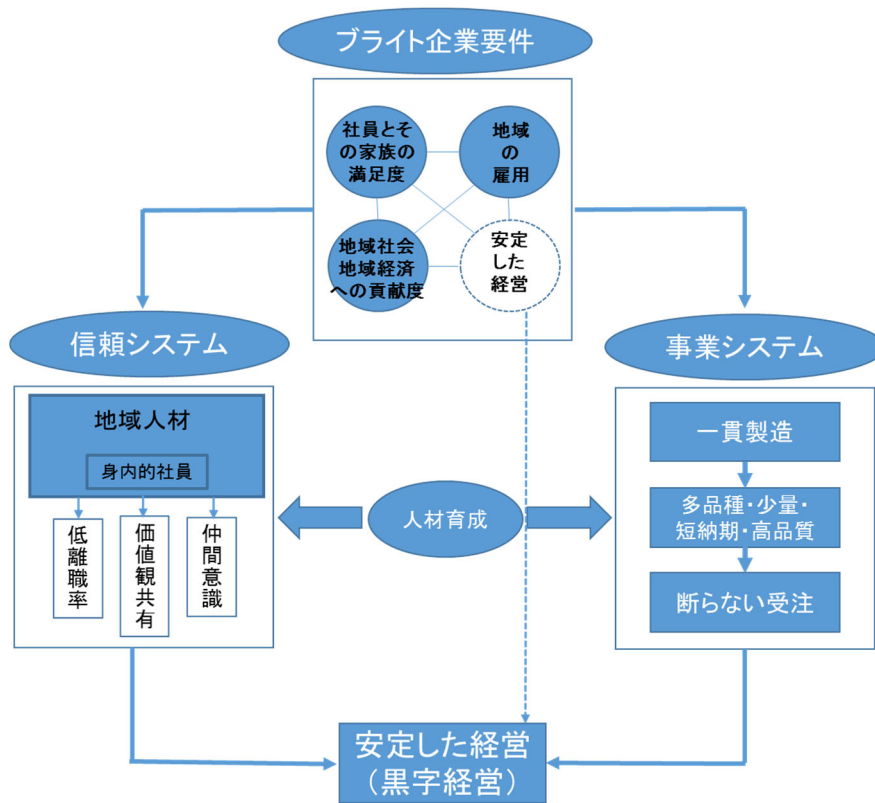 ブライト企業要件
社員とそ
の家族の
満足度
地域
の
雇用
地域社会
地域経済
への貢献度
安定
した
経営
信頼システム
事業システム
地域人材
身内的社員
低離職率
価値観共有
仲間意識
人材育成
一貫製造
多品種・少量・
短納期・高品質
断らない受注
安定した経営
（黒字経営）